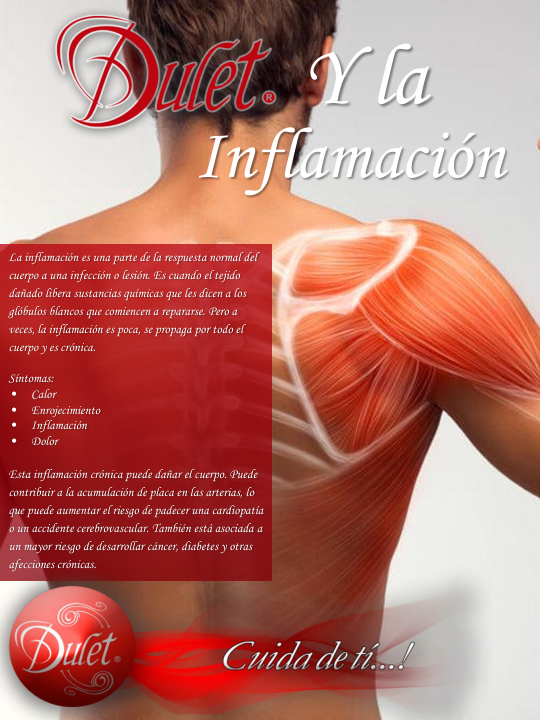 Dulet® Y la
Inflamación
La inflamación es una parte de la respuesta normal del
cuerpo a una infección o lesión. Es cuando el tejido
dañado libera sustancias químicas que les dicen a los
glóbulos blancos que comiencen a repararse. Pero a
veces, la inflamación es poca, se propaga por todo el
cuerpo y es crónica.
Síntomas:
• Calor
• Enrojecimiento
• Inflamación
• Dolor
Esta inflamación crónica puede dañar el cuerpo. Puede
contribuir a la acumulación de placa en las arterias, lo
que puede aumentar el riesgo de padecer una cardiopatía
o un accidente cerebrovascular. También está asociada a
un mayor riesgo de desarrollar cáncer, diabetes y otras
afecciones crónicas.
Dulet®
Cuida de tí...!